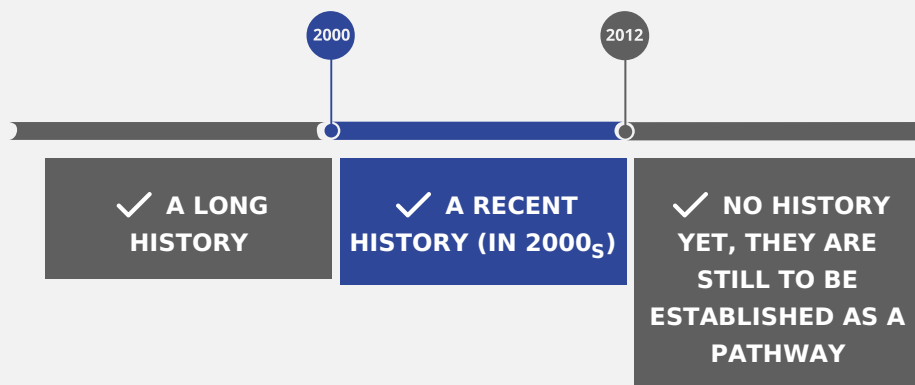 2000
2012
A LONG
HISTORY
A RECENT
HISTORY (IN 2000s)
NO HISTORY
YET, THEY ARE
STILL TO BE
ESTABLISHED AS A
PATHWAY